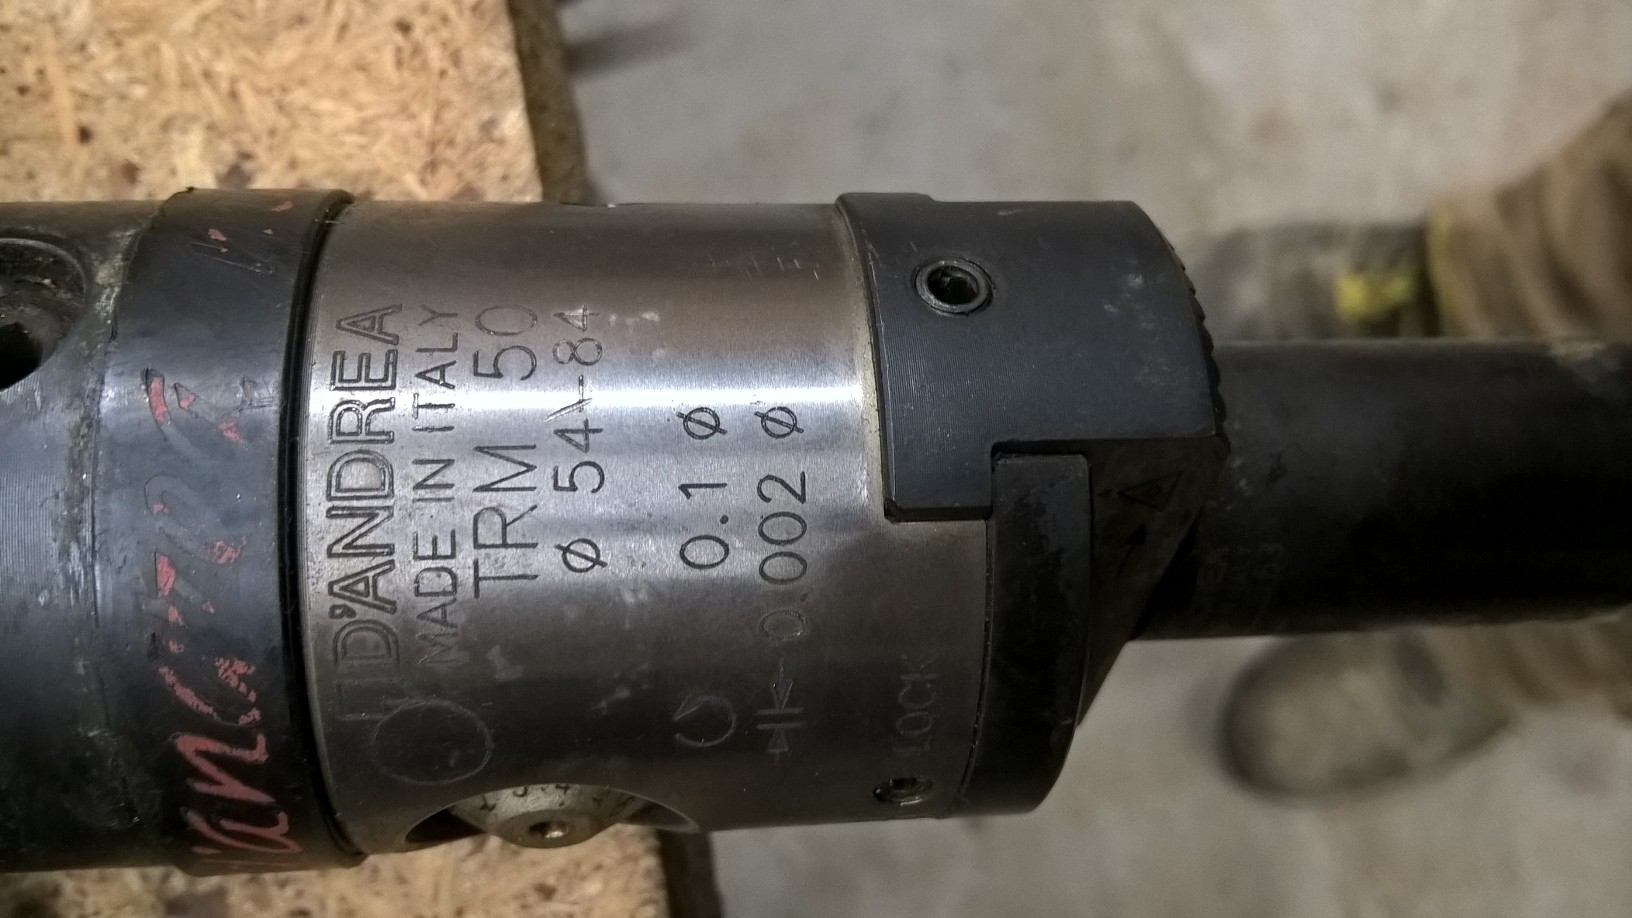 D'ANDREA
MADE IN ITALY
TRM 50
ø 54-84
0.1 ø
0.002 ø
LOCK